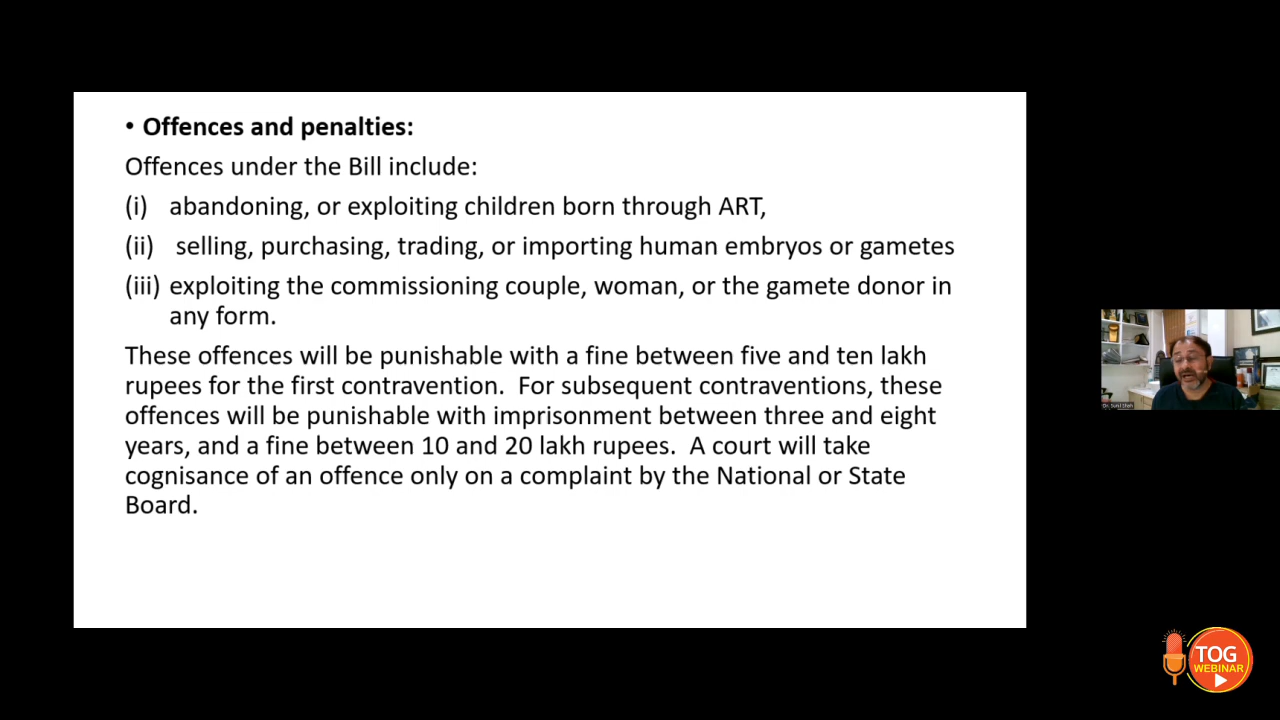 • Offences and penalties:
Offences under the Bill include:
(i) abandoning, or exploiting children born through ART,
(ii) selling, purchasing, trading, or importing human embryos or gametes
(iii) exploiting the commissioning couple, woman, or the gamete donor in
any form.
These offences will be punishable with a fine between five and ten lakh
rupees for the first contravention. For subsequent contraventions, these
offences will be punishable with imprisonment between three and eight
years, and a fine between 10 and 20 lakh rupees. A court will take
cognisance of an offence only on a complaint by the National or State
Board.
TOG
WEBINAR